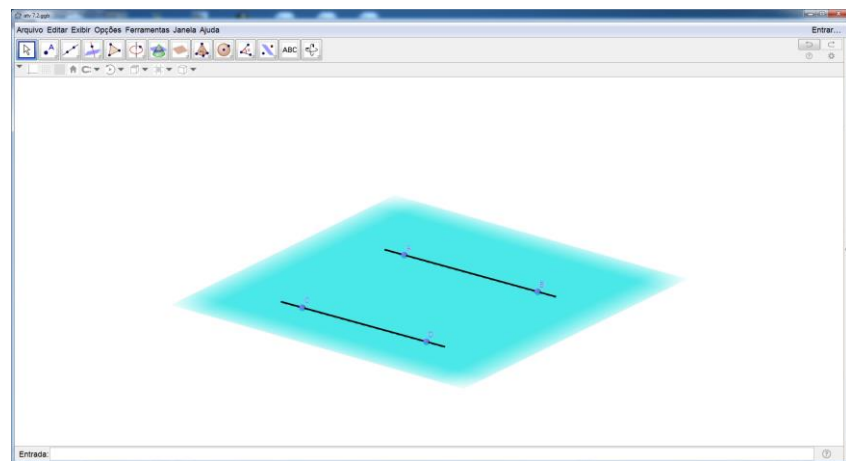 Arquivo Editar Exibir Opções Ferramentas Janela Ajuda
Entrar...
A
ABC
A
B
D
Entrada: